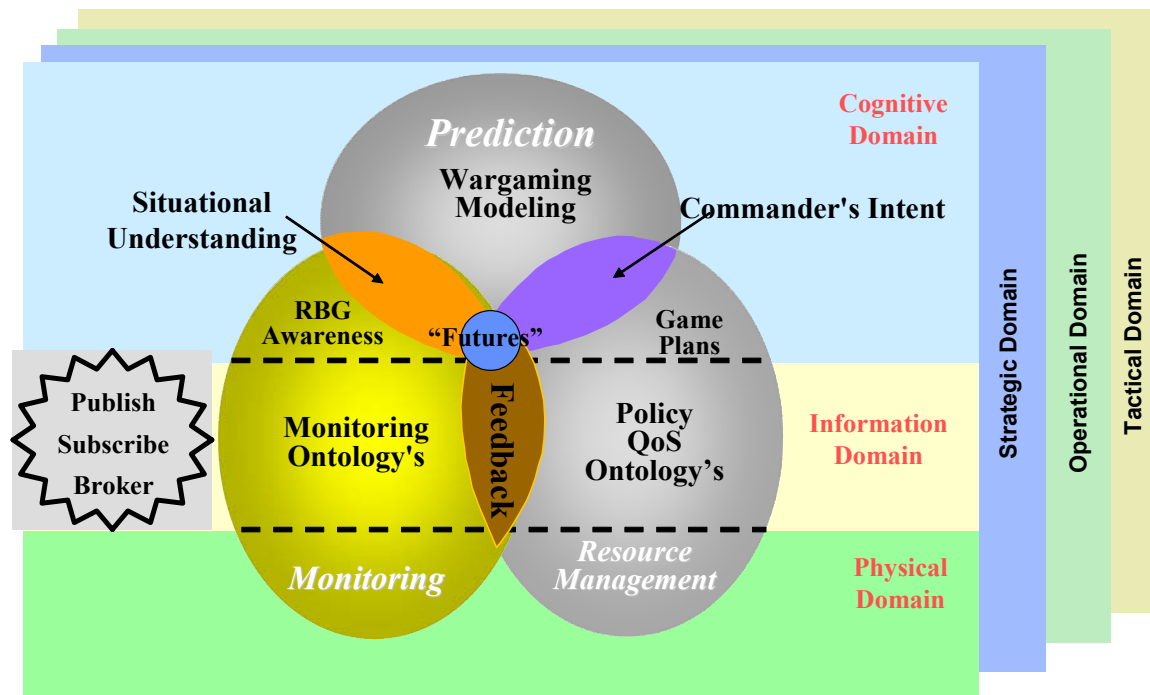 Cognitive
Domain
Prediction
Wargaming
Modeling
Situational
Understanding
Commander's Intent
RBG
Awareness
“Futures”
Game
Plans
Publish
Subscribe
Broker
Monitoring
Ontology's
Feedback
Policy
QoS
Ontology’s
Information
Domain
Monitoring
Resource
Management
Physical
Domain
Strategic Domain
Operational Domain
Tactical Domain